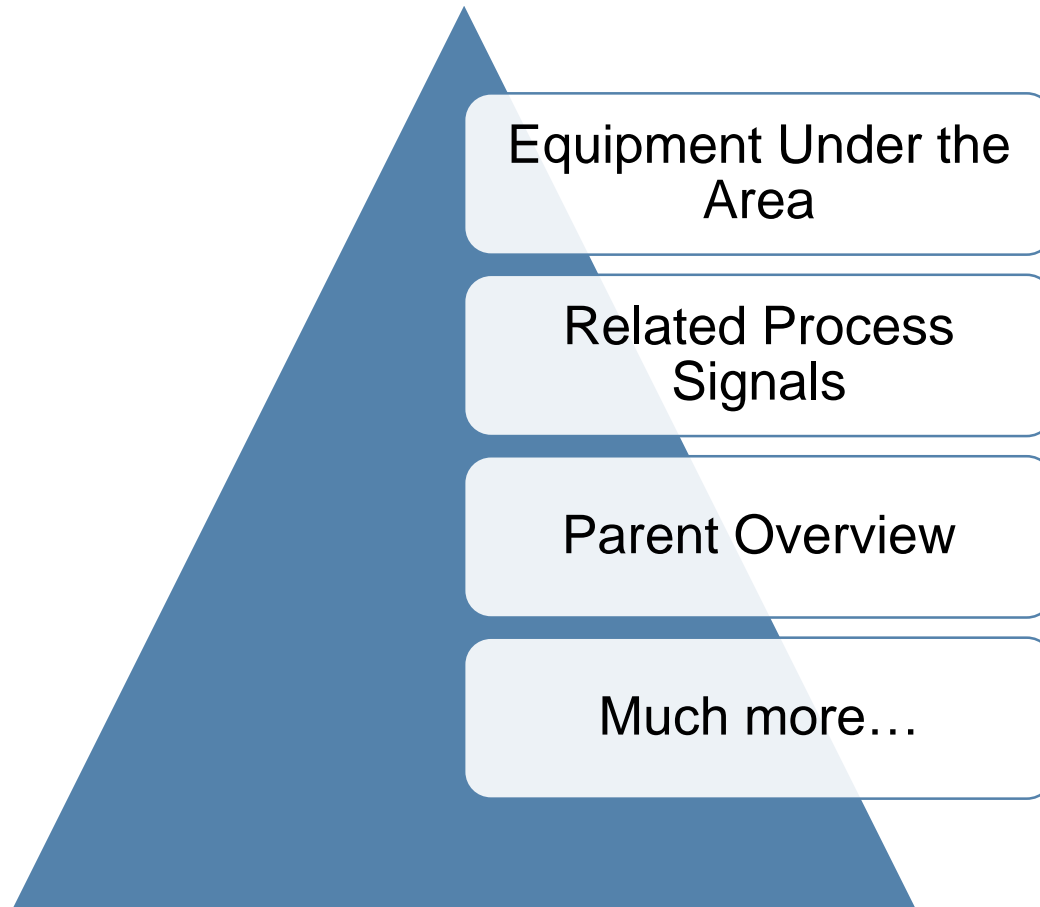 Equipment Under the
Area
Related Process
Signals
Parent Overview
Much more…